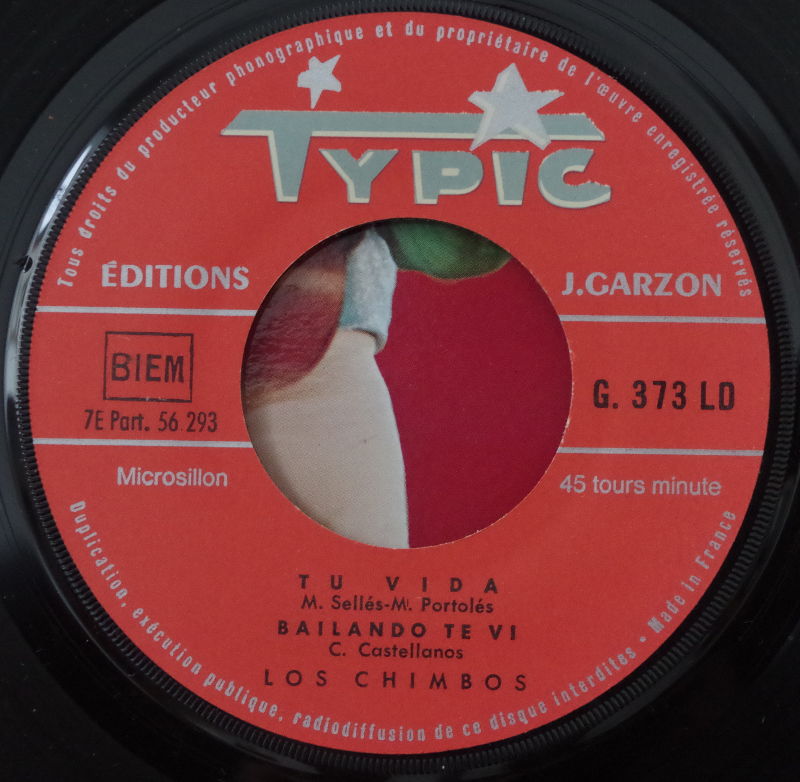 Tous droits du producteur phonographique et du propriétaire de l'œuvre enregistrée réservés
TYPIC
ÉDITIONS
J. GARZON
BIEM
7E Part. 56.293
G. 373 LD
Microsillon
45 tours minute
TU VIDA
M. Sellés-Ml. Portolés
BAILANDO TE VI
C. Castellanos
LOS CHIMBOS
Duplication, exécution publique, radiodiffusion de ce disque interdites • Made in France